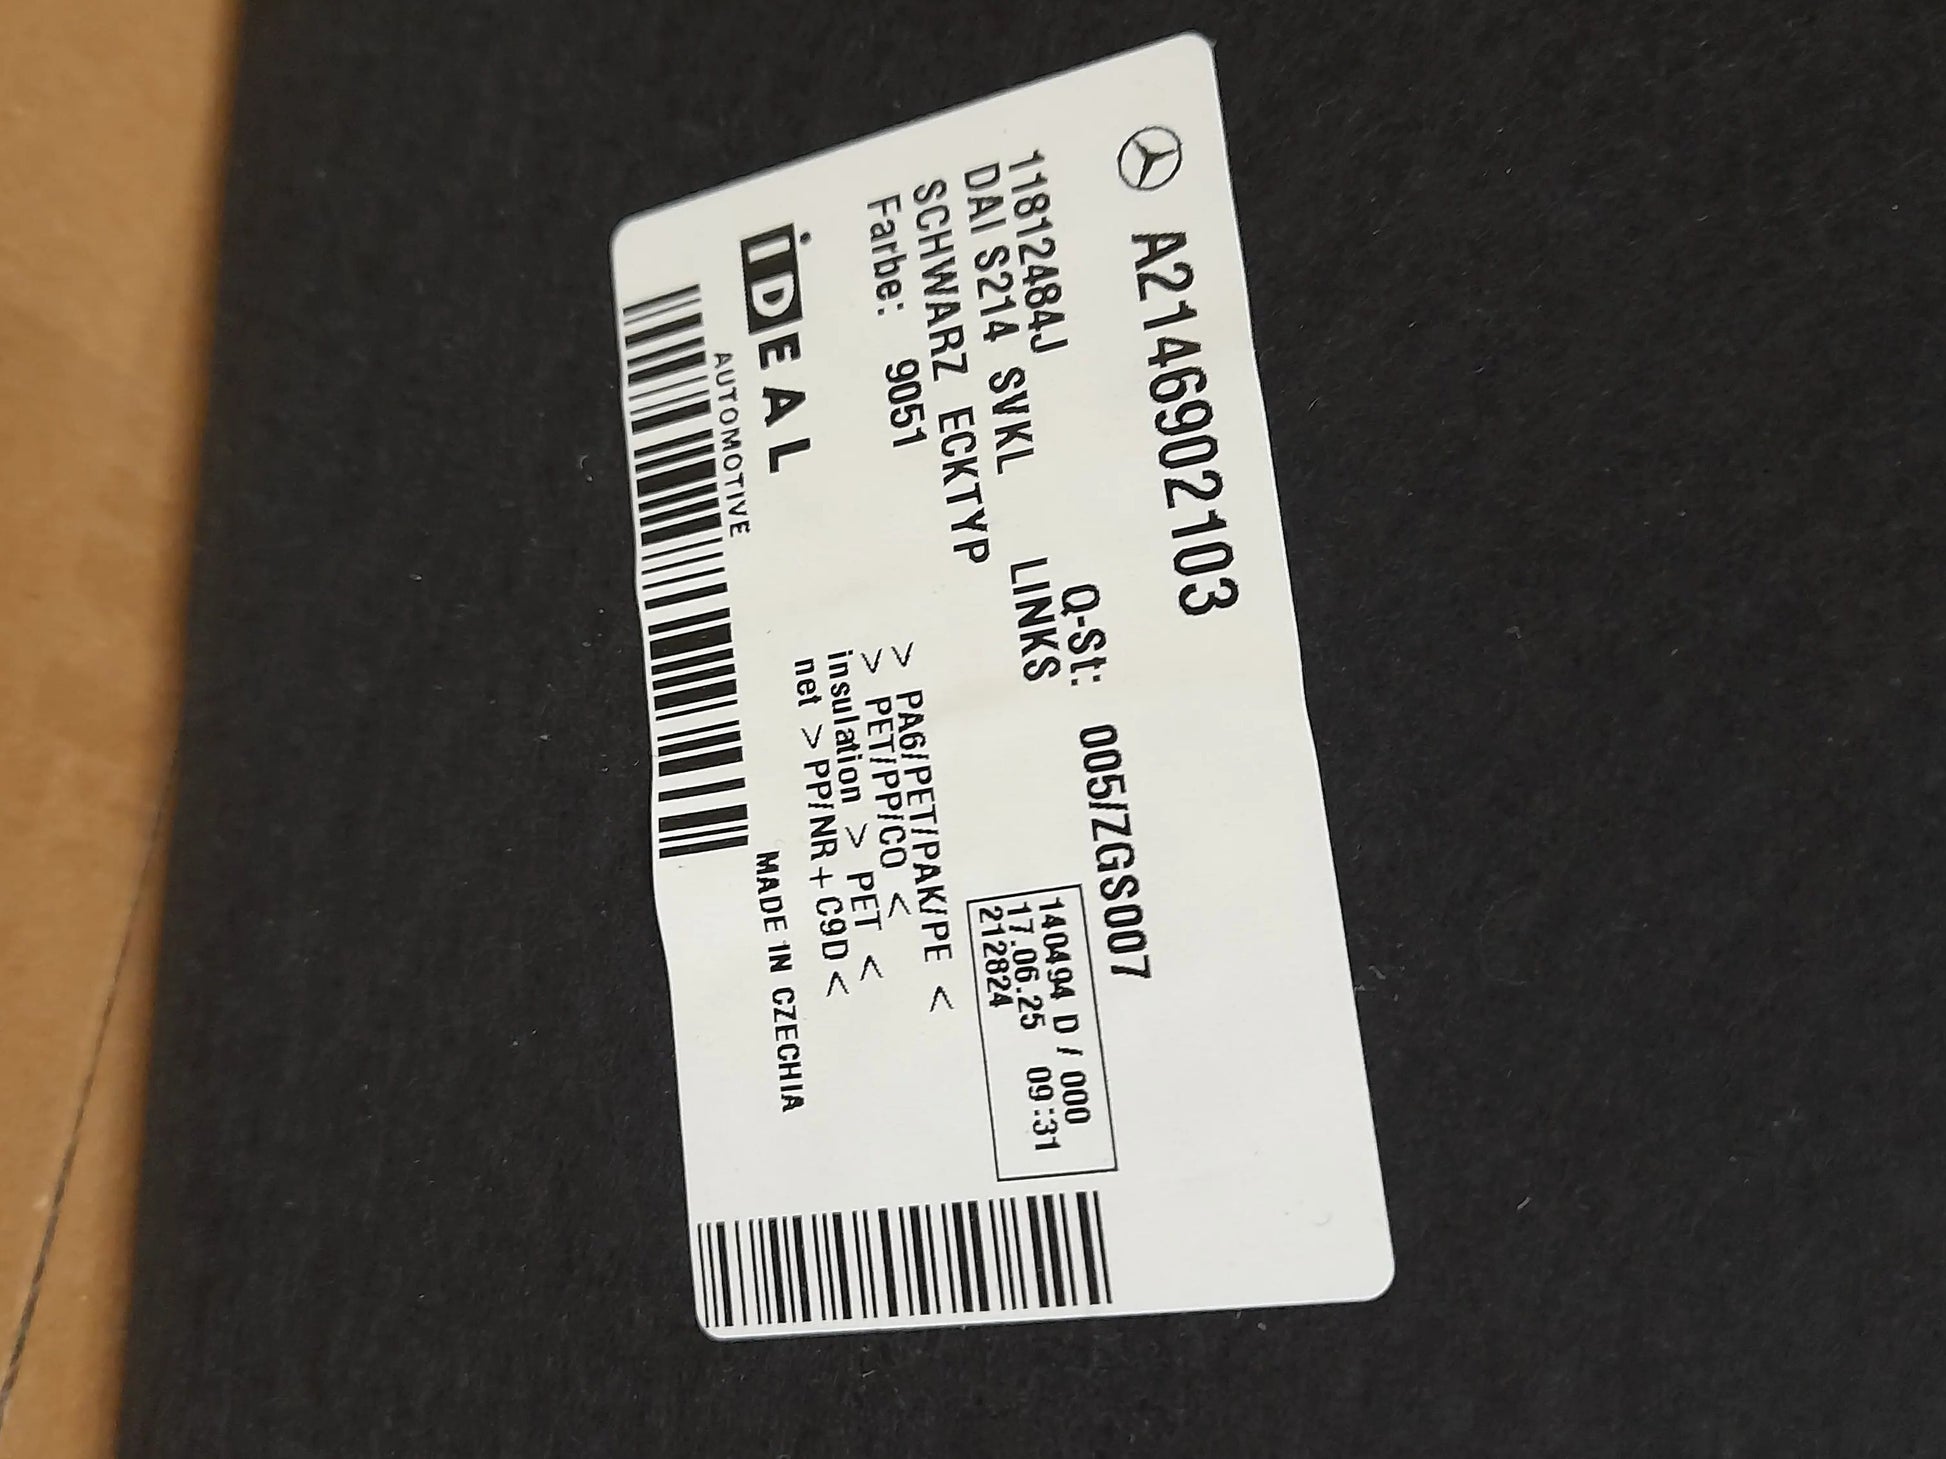 A2146902103
11812484J Q-St: 005/ZGS007
DAI S214 SVKL LINKS
SCHWARZ ECKTYP
Farbe: 9051
140494 D / 000
17.06.25 09:31
212824
> PA6/PET/PAK/PE <
> PET/PP/CO <
insulation > PET <
net >PP/NR+C9D<
iDEAL
AUTOMOTIVE
MADE IN CZECHIA